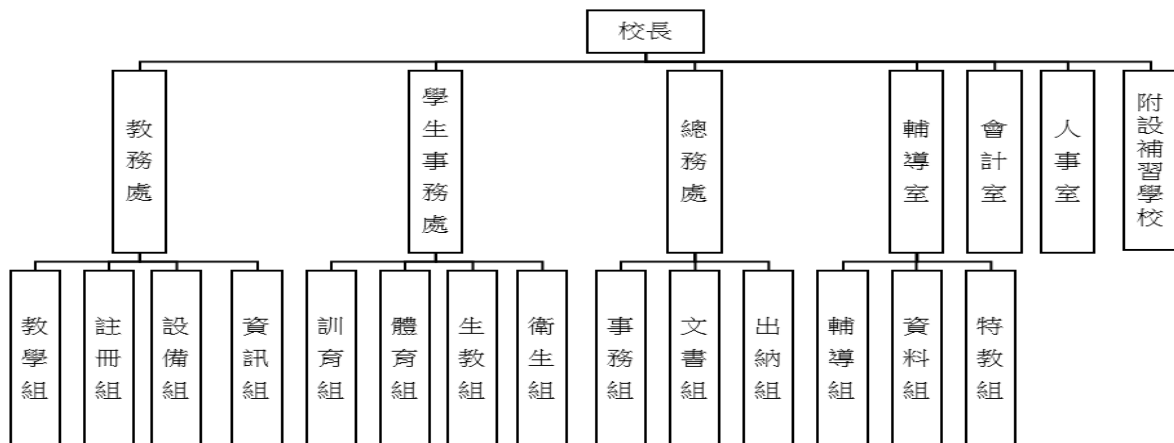 校長
教務處
學生事務處
總務處
輔導室
會計室
人事室
附設補習學校
教學組
註冊組
設備組
資訊組
訓育組
體育組
生教組
衛生組
事務組
文書組
出納組
輔導組
資料組
特教組